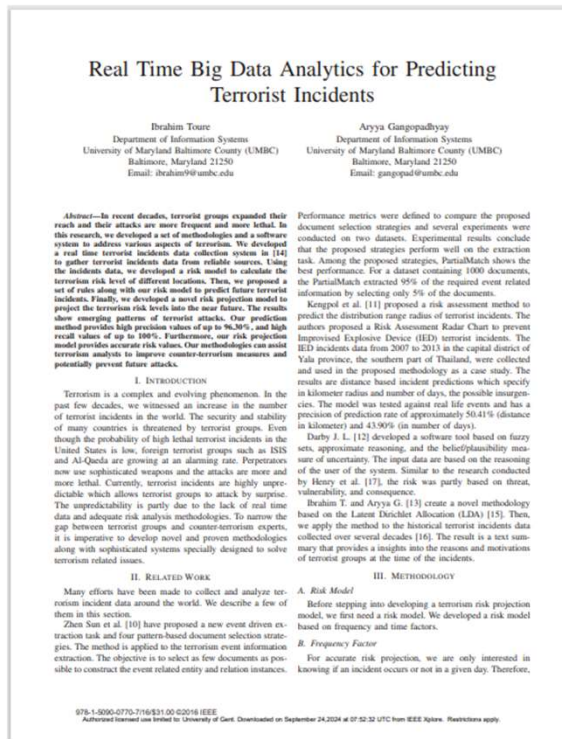 Real Time Big Data Analytics for Predicting
Terrorist Incidents
Ibrahim Toure
Department of Information Systems
University of Maryland Baltimore County (UMBC)
Baltimore, Maryland 21250
Email: ibrahim9@umbc.edu
Aryya Gangopadhyay
Department of Information Systems
University of Maryland Baltimore County (UMBC)
Baltimore, Maryland 21250
Email: gangopad@umbc.edu
Abstract—In recent decades, terrorist groups expanded their
reach and their attacks are more frequent and more lethal. In
this research, we developed a set of methodologies and a software
system to address various aspects of terrorism. We developed
a real time terrorist incidents data collection system in [14]
to gather terrorist incidents data from reliable sources. Using
the incidents data, we developed a risk model to calculate the
terrorism risk level of different locations. Then, we proposed a
set of rules along with our risk model to predict future terrorist
incidents. Finally, we developed a novel risk projection model
to project the terrorism risk levels into the near future. The results
show emerging patterns of terrorist attacks. Our prediction
method provides high precision values of up to 96.30%, and high
recall values of up to 100%. Furthermore, our risk projection
model provides accurate risk values. Our methodologies can assist
terrorism analysts to improve counter-terrorism measures and
potentially prevent future attacks.
I. INTRODUCTION
Terrorism is a complex and evolving phenomenon. In the
past few decades, we witnessed an increase in the number
of terrorist incidents in the world. The security and stability
of many countries is threatened by terrorist groups. Even
though the probability of high lethal terrorist incidents in the
United States is low, foreign terrorist groups such as ISIS
and Al-Qaeda are growing at an alarming rate. Perpetrators
now use sophisticated weapons and the attacks are more and
more lethal. Currently, terrorist incidents are highly unpre-
dictable which allows terrorist groups to attack by surprise.
The unpredictability is partly due to the lack of real time
data and adequate risk analysis methodologies. To narrow the
gap between terrorist groups and counter-terrorism experts,
it is imperative to develop novel and proven methodologies
along with sophisticated systems specially designed to solve
terrorism related issues.
II. RELATED WORK
Many efforts have been made to collect and analyze ter-
rorism incident data around the world. We describe a few of
them in this section.
Zhen Sun et al. [10] have proposed a new event driven ex-
traction task and four pattern-based document selection strate-
gies. The method is applied to the terrorism event information
extraction. The objective is to select as few documents as pos-
sible to construct the event related entity and relation instances.
Performance metrics were defined to compare the proposed
document selection strategies and several experiments were
conducted on two datasets. Experimental results conclude
that the proposed strategies perform well on the extraction
task. Among the proposed strategies, PartialMatch shows the
best performance. For a dataset containing 1000 documents,
the PartialMatch extracted 95% of the required event related
information by selecting only 5% of the documents.
Kengpol et al. [11] proposed a assessment method to
predict the distribution range radius of terrorist incidents. The
authors proposed a Risk Assessment Radar Chart to prevent
Improvised Explosive Device (IED) terrorist incidents. The
IED incidents data from 2007 to 2013 in the capital district of
Yala province, the southern part of Thailand, were collected
and used in the proposed methodology as a case study. The
results are distance based incident predictions which specify
in kilometer radius and number of days, the possible insurgen-
cies. The model was tested against real life events and has a
precision of prediction rate of approximately 50.41% (distance
in kilometer) and 43.90% (in number of days).
Darby J. L. [12] developed a software tool based on fuzzy
sets, approximate reasoning, and the belief/plausibility mea-
sure of uncertainty. The input data are based on the reasoning
of the user of the system. Similar to the research conducted
by Henry et al. [17], the risk was partly based on threat,
vulnerability, and consequence.
Ibrahim T. and Aryya G. [13] create a novel methodology
based on the Latent Dirichlet Allocation (LDA) [15]. Then,
we apply the method to the historical terrorist incidents data
collected over several decades [16]. The result is a text sum-
mary that provides a insights into the reasons and motivations
of terrorist groups at the time of the incidents.
III. METHODOLOGY
A. Risk Model
Before stepping into developing a terrorism risk projection
model, we first need a risk model. We developed a risk model
based on frequency and time factors.
B. Frequency Factor
For accurate risk projection, we are only interested in
knowing if an incident occurs or not in a given day. Therefore,
978-1-5090-0770-7/16/$31.00 ©2016 IEEE
Authorized licensed use limited to: University of Gent. Downloaded on September 24,2024 at 07:52:32 UTC from IEEE Xplore. Restrictions apply.